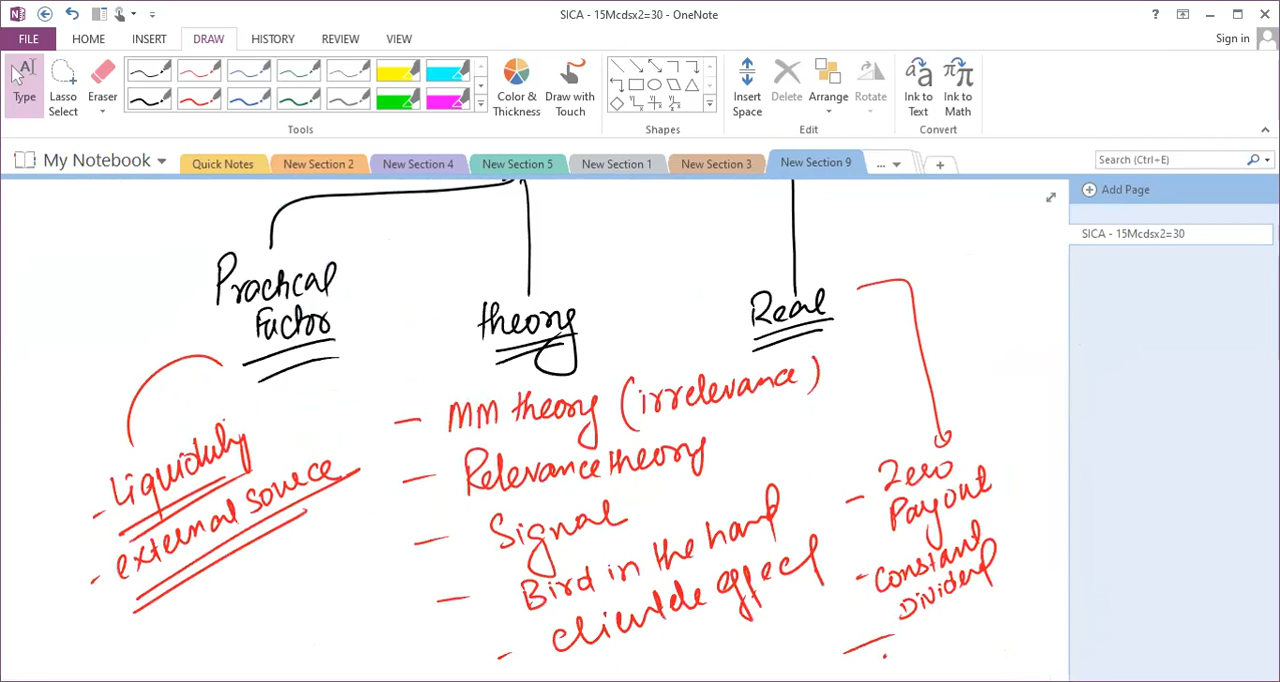 SICA - 15Mcdsx2=30 - OneNote
FILE HOME INSERT DRAW HISTORY REVIEW VIEW
Sign in
Type
Lasso
Select
Eraser
Color &
Thickness
Draw with
Touch
Insert
Space
Delete
Arrange
Rotate
Ink to
Text
Ink to
Math
Tools
Shapes
Edit
Convert
My Notebook
Quick Notes
New Section 2
New Section 4
New Section 5
New Section 1
New Section 3
New Section 9
...
Search (Ctrl+E)
Add Page
SICA - 15Mcdsx2=30
Practical
Factor
theory
Real
- Liquidity
- external source
- MM theory (irrelevance)
- Relevance theory
- Signal
- Bird in the hand
- clientele effect
- Zero
Payout
- constant
Dividend